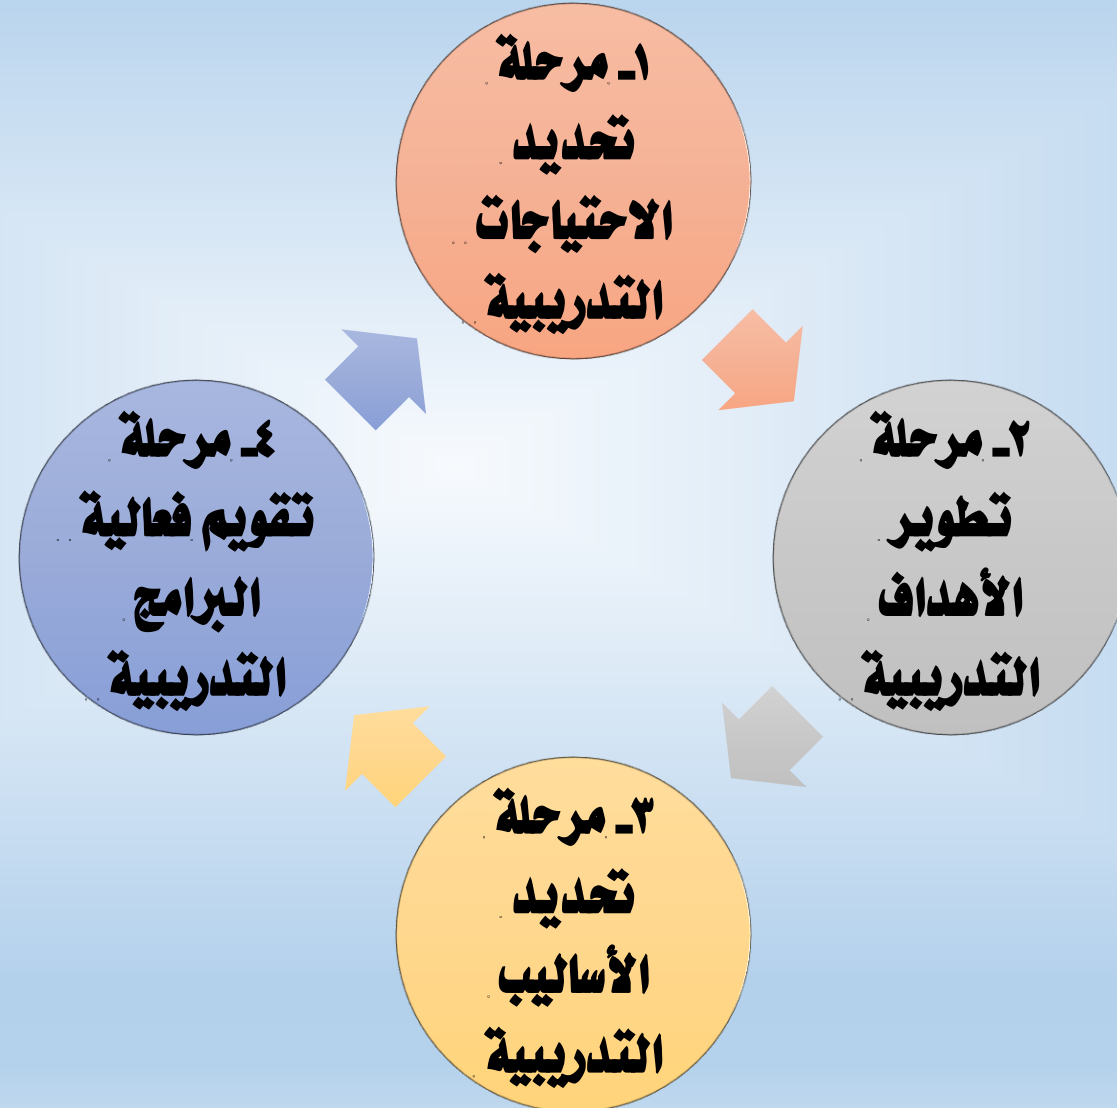 ١ـ مرحلة
تحديد
الاحتياجات
التدريبية
٢ـ مرحلة
تطوير
الأهداف
التدريبية
٣ـ مرحلة
تحديد
الأساليب
التدريبية
٤ـ مرحلة
تقويم فعالية
البرامج
التدريبية